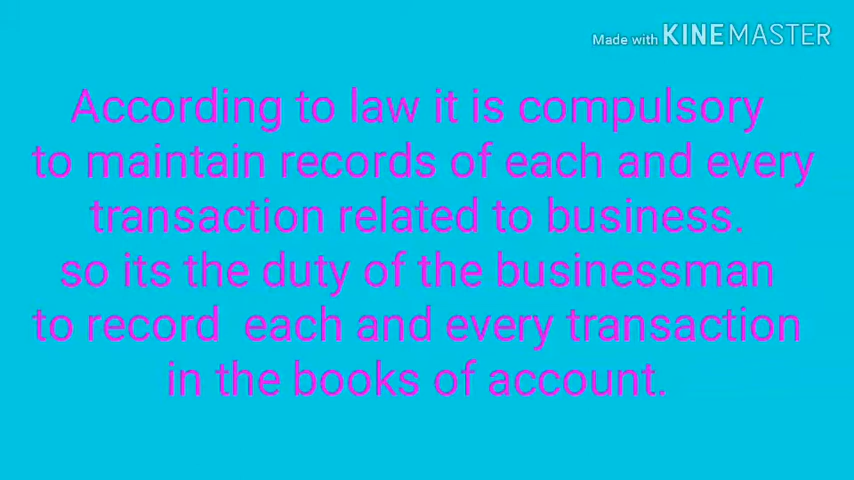 Made with KINEMASTER
According to law it is compulsory
to maintain records of each and every
transaction related to business.
so its the duty of the businessman
to record each and every transaction
in the books of account.